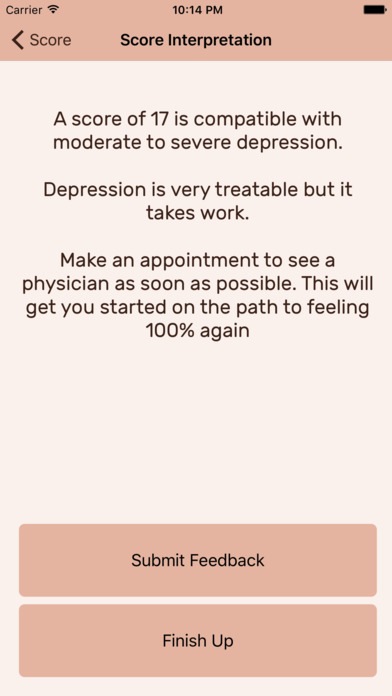 Carrier 10:14 PM
Score Score Interpretation
A score of 17 is compatible with
moderate to severe depression.
Depression is very treatable but it
takes work.
Make an appointment to see a
physician as soon as possible. This will
get you started on the path to feeling
100% again
Submit Feedback
Finish Up